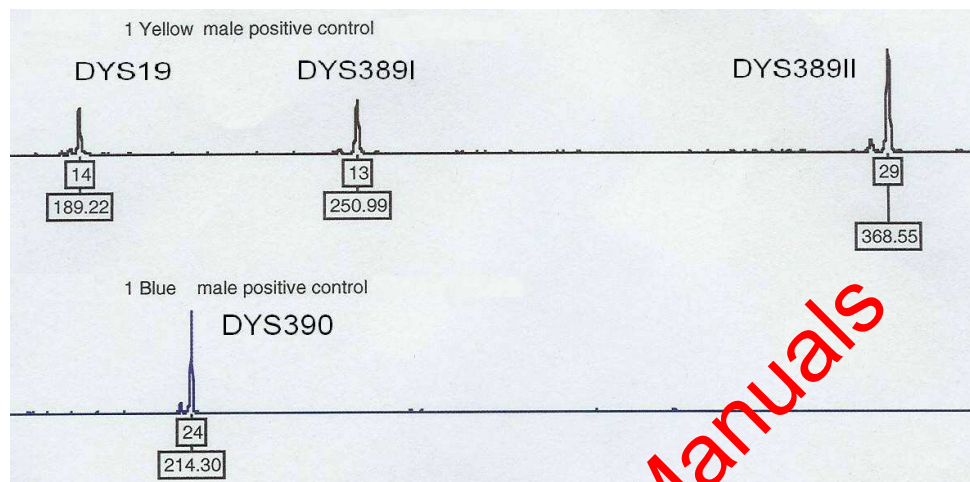 1 Yellow male positive control
DYS19 DYS389I DYS389II
14 13 29
189.22 250.99 368.55
1 Blue male positive control
DYS390
24
214.30
Manuals